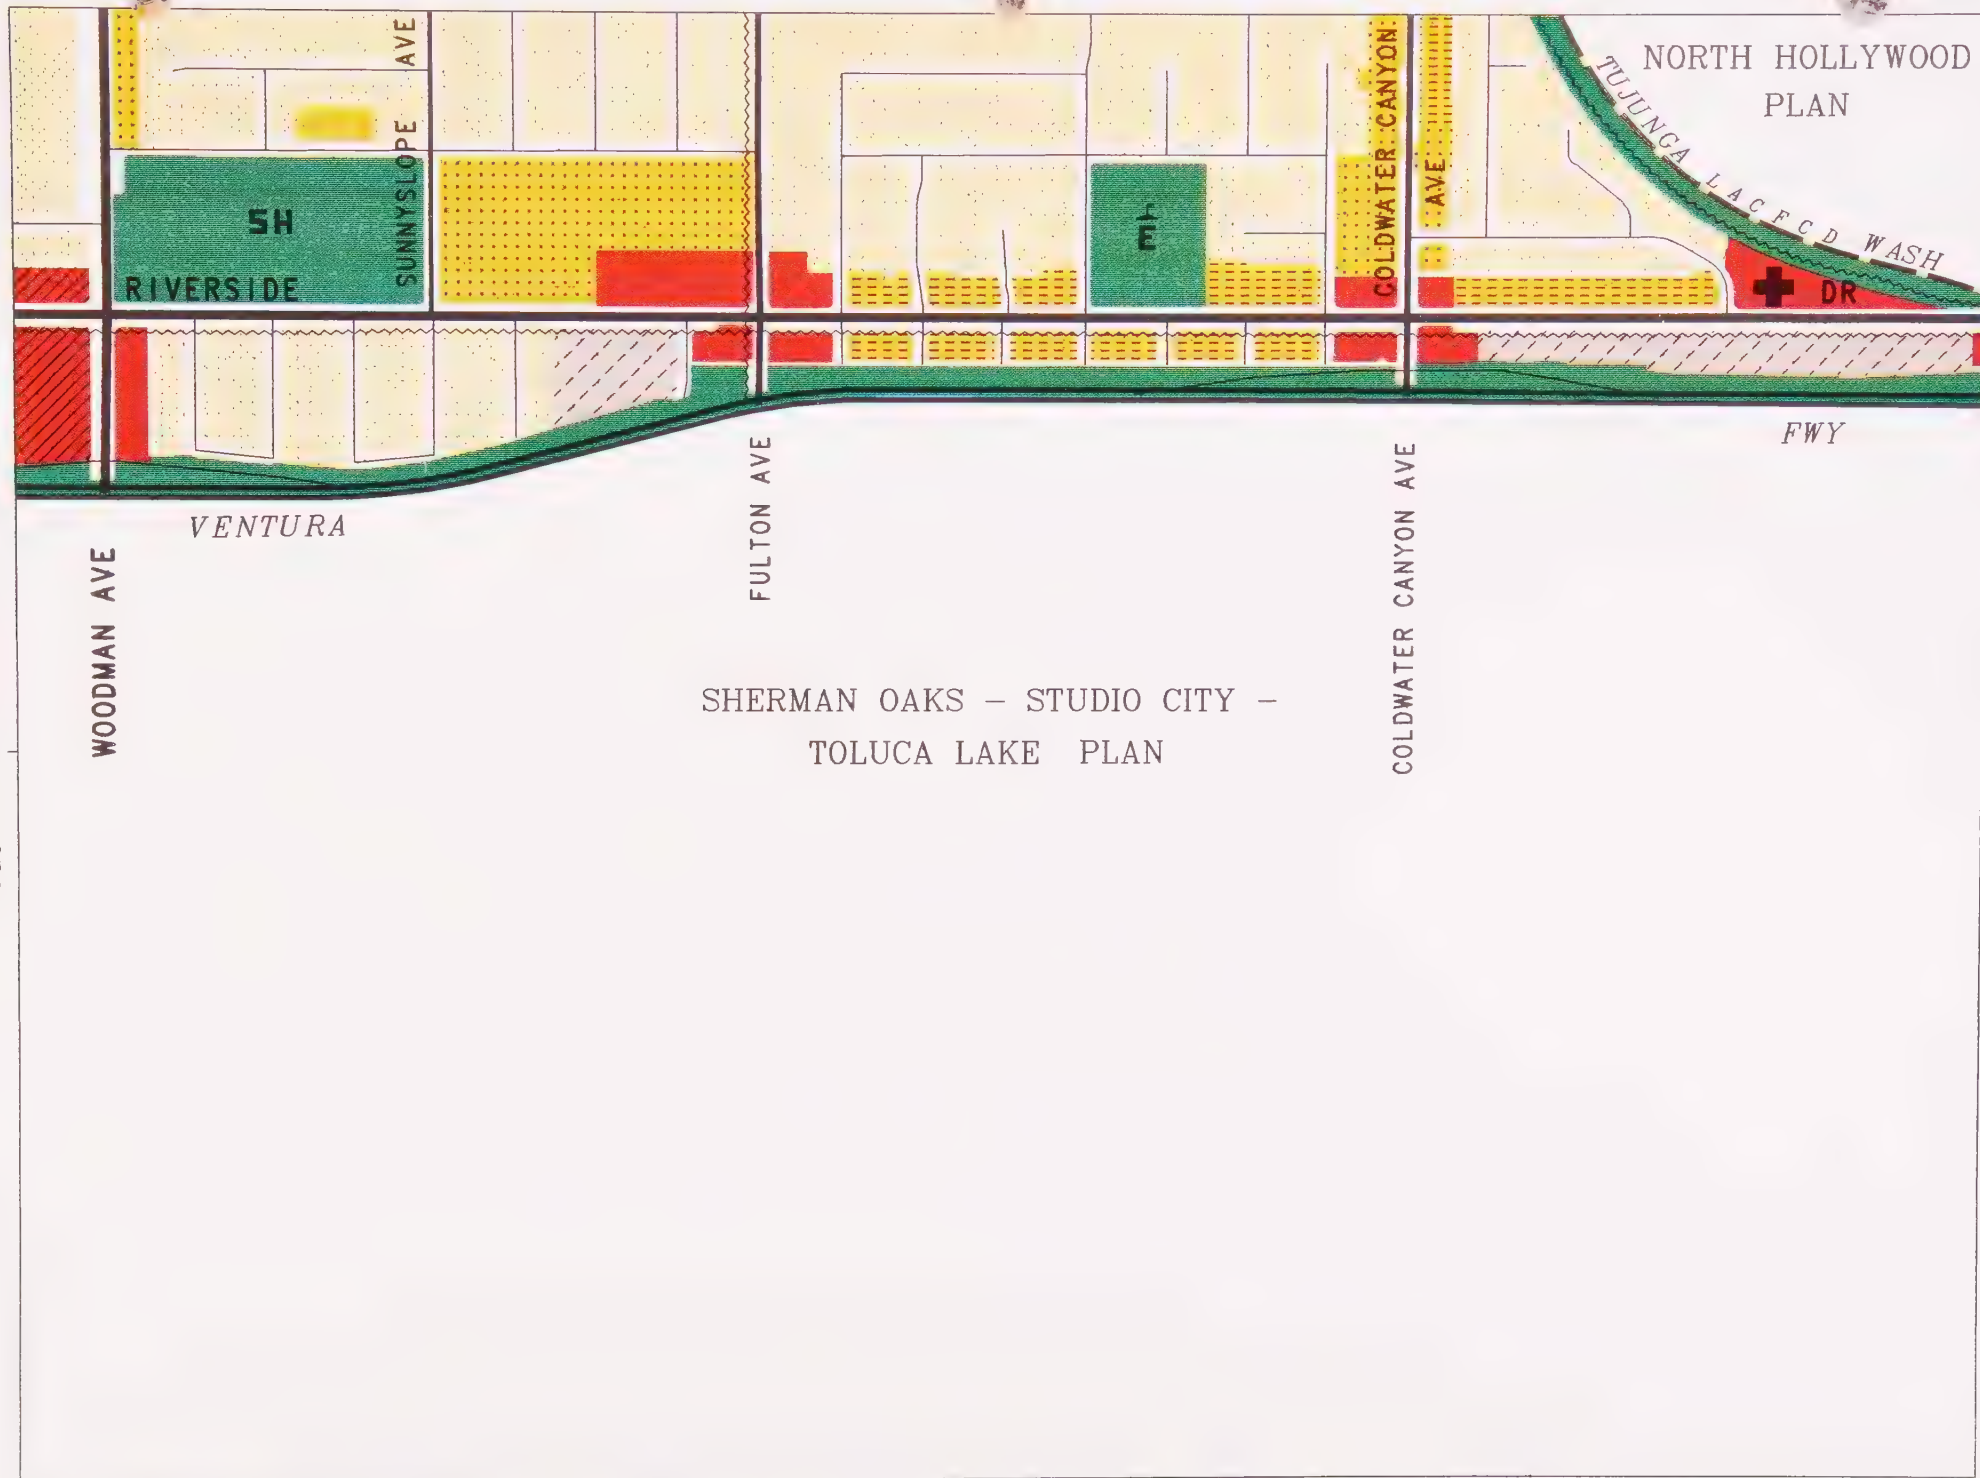 NORTH HOLLYWOOD
PLAN
TUJUNGA LACFCD WASH
SUNNYSLOPE AVE
COLDWATER CANYON
AVE
SH
E
RIVERSIDE
DR
FWY
VENTURA
WOODMAN AVE
FULTON AVE
COLDWATER CANYON AVE
SHERMAN OAKS – STUDIO CITY –
TOLUCA LAKE PLAN